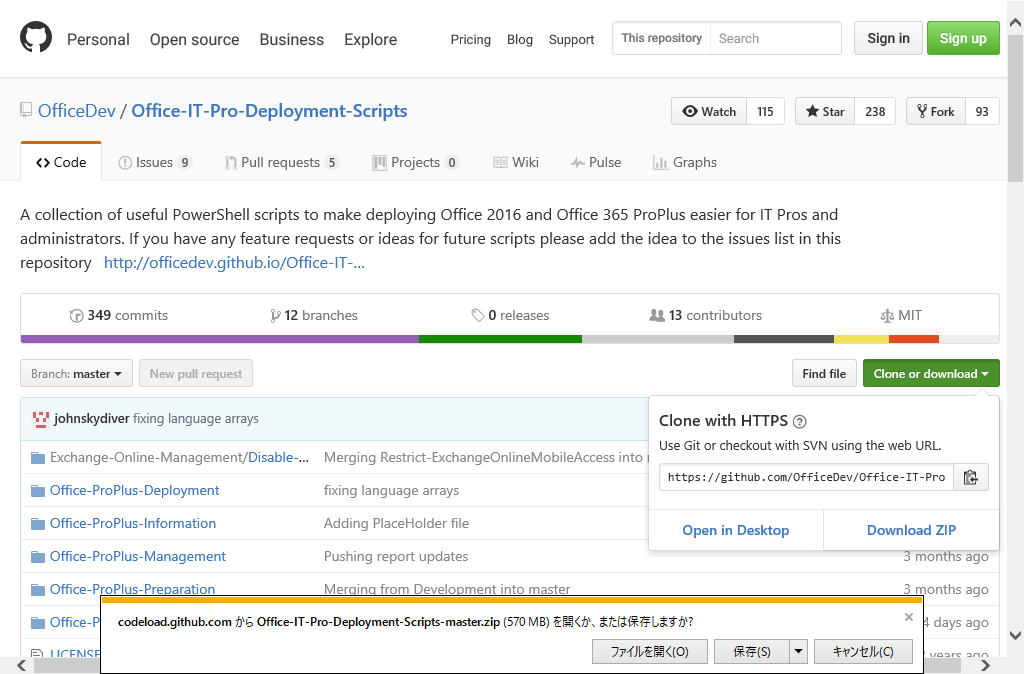 Personal Open source Business Explore Pricing Blog Support This repository Search Sign in Sign up
OfficeDev / Office-IT-Pro-Deployment-Scripts Watch 115 Star 238 Fork 93
Code Issues 9 Pull requests 5 Projects 0 Wiki Pulse Graphs
A collection of useful PowerShell scripts to make deploying Office 2016 and Office 365 ProPlus easier for IT Pros and
administrators. If you have any feature requests or ideas for future scripts please add the idea to the issues list in this
repository http://officedev.github.io/Office-IT-...
349 commits 12 branches 0 releases 13 contributors MIT
Branch: master New pull request Find file Clone or download
johnskydiver fixing language arrays
Clone with HTTPS
Use Git or checkout with SVN using the web URL.
https://github.com/OfficeDev/Office-IT-Pro
Open in Desktop Download ZIP
Exchange-Online-Management/Disable-... Merging Restrict-ExchangeOnlineMobileAccess into
Office-ProPlus-Deployment fixing language arrays
Office-ProPlus-Information Adding PlaceHolder file
Office-ProPlus-Management Pushing report updates 3 months ago
Office-ProPlus-Preparation Merging from Development into master 3 months ago
Office-P 4 days ago
LICENSE years ago
codeload.github.com から Office-IT-Pro-Deployment-Scripts-master.zip (570 MB) を開くか、または保存しますか?
ファイルを開く(O) 保存(S) キャンセル(C)